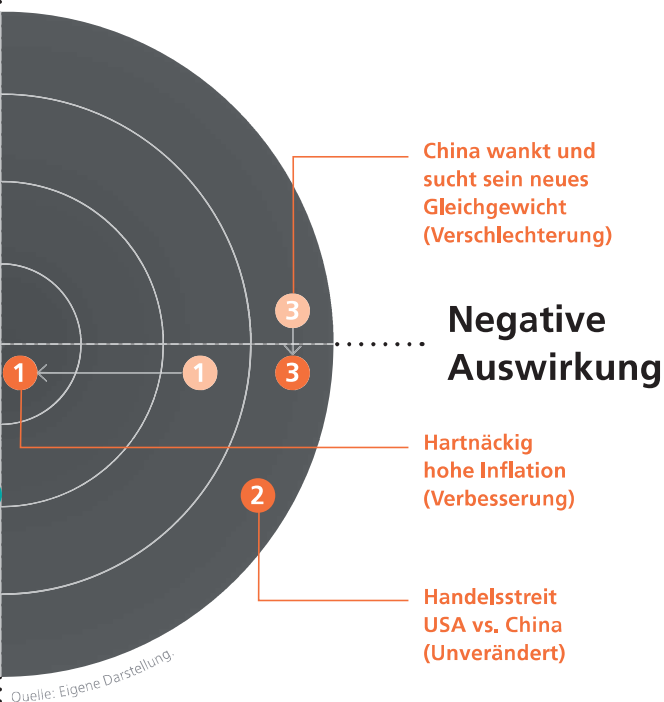 China wankt und
sucht sein neues
Gleichgewicht
(Verschlechterung)
3
Negative
Auswirkung
1
1
3
Hartnäckig
hohe Inflation
(Verbesserung)
2
Handelsstreit
USA vs. China
(Unverändert)
Quelle: Eigene Darstellung.